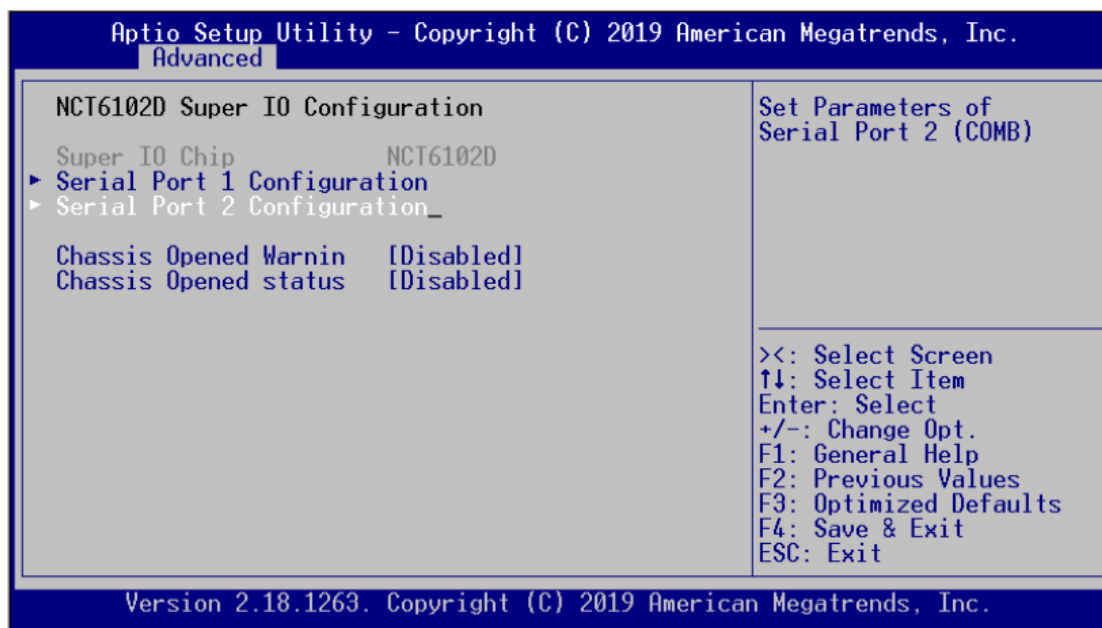 Aptio Setup Utility - Copyright (C) 2019 American Megatrends, Inc.
Advanced
NCT6102D Super IO Configuration
Super IO Chip NCT6102D
► Serial Port 1 Configuration
► Serial Port 2 Configuration_
Chassis Opened Warnin [Disabled]
Chassis Opened status [Disabled]
Set Parameters of
Serial Port 2 (COMB)
><: Select Screen
↑↓: Select Item
Enter: Select
+/-: Change Opt.
F1: General Help
F2: Previous Values
F3: Optimized Defaults
F4: Save & Exit
ESC: Exit
Version 2.18.1263. Copyright (C) 2019 American Megatrends, Inc.